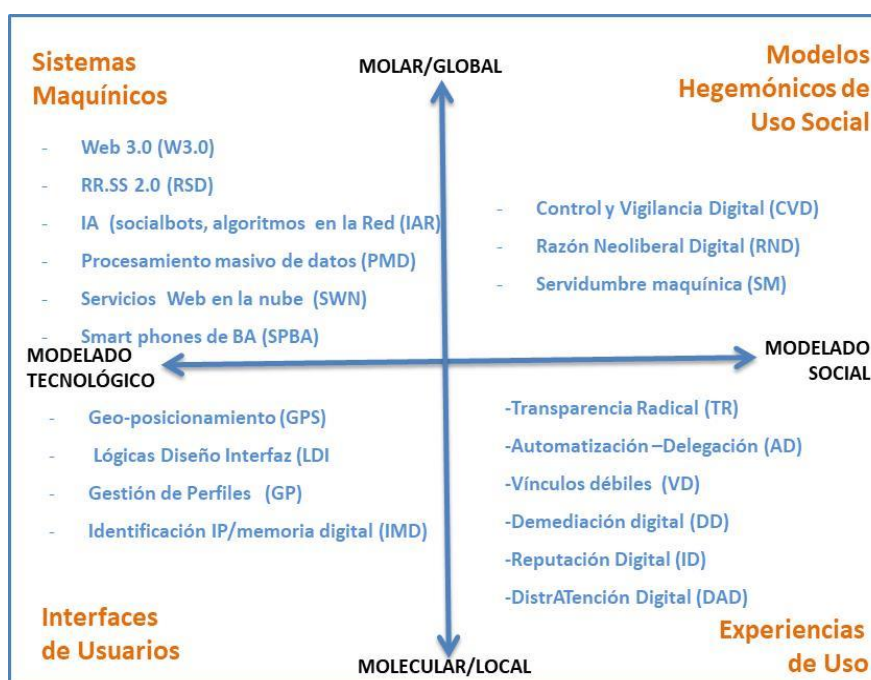 Sistemas
Maquínicos
MOLAR/GLOBAL
Modelos
Hegemónicos de
Uso Social
- Web 3.0 (W3.0)
- RR.SS 2.0 (RSD)
- IA (socialbots, algoritmos en la Red (IAR)
- Procesamiento masivo de datos (PMD)
- Servicios Web en la nube (SWN)
- Smart phones de BA (SPBA)
- Control y Vigilancia Digital (CVD)
- Razón Neoliberal Digital (RND)
- Servidumbre maquínica (SM)
MODELADO
TECNOLÓGICO
MODELADO
SOCIAL
- Geo-posicionamiento (GPS)
- Lógicas Diseño Interfaz (LDI
- Gestión de Perfiles (GP)
- Identificación IP/memoria digital (IMD)
-Transparencia Radical (TR)
-Automatización –Delegación (AD)
-Vínculos débiles (VD)
-Demediación digital (DD)
-Reputación Digital (ID)
-DistrATención Digital (DAD)
Interfaces
de Usuarios
MOLECULAR/LOCAL
Experiencias
de Uso